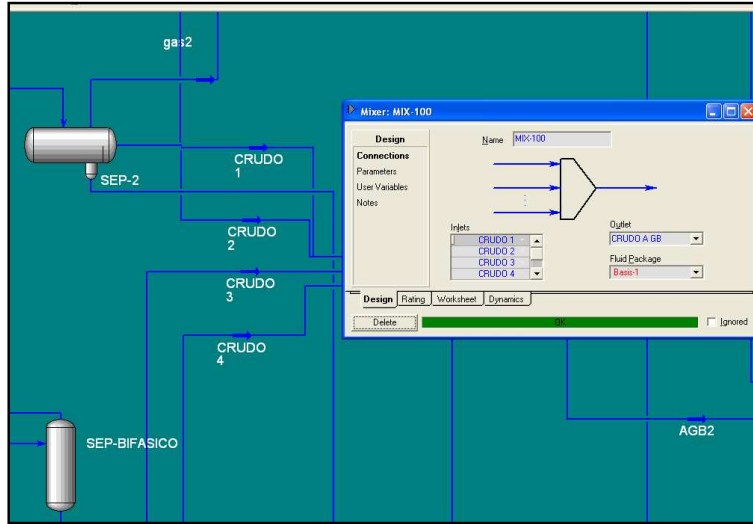 gas2
SEP-2
CRUDO
1
CRUDO
2
CRUDO
3
CRUDO
4
SEP-BIFASICO
AGB2
Mixer: MIX-100
Design
Connections
Parameters
User Variables
Notes
Name MIX-100
Inlets
CRUDO 1
CRUDO 2
CRUDO 3
CRUDO 4
Outlet
CRUDO A GB
Fluid Package
Basis-1
Design Rating Worksheet Dynamics
Delete OK Ignored